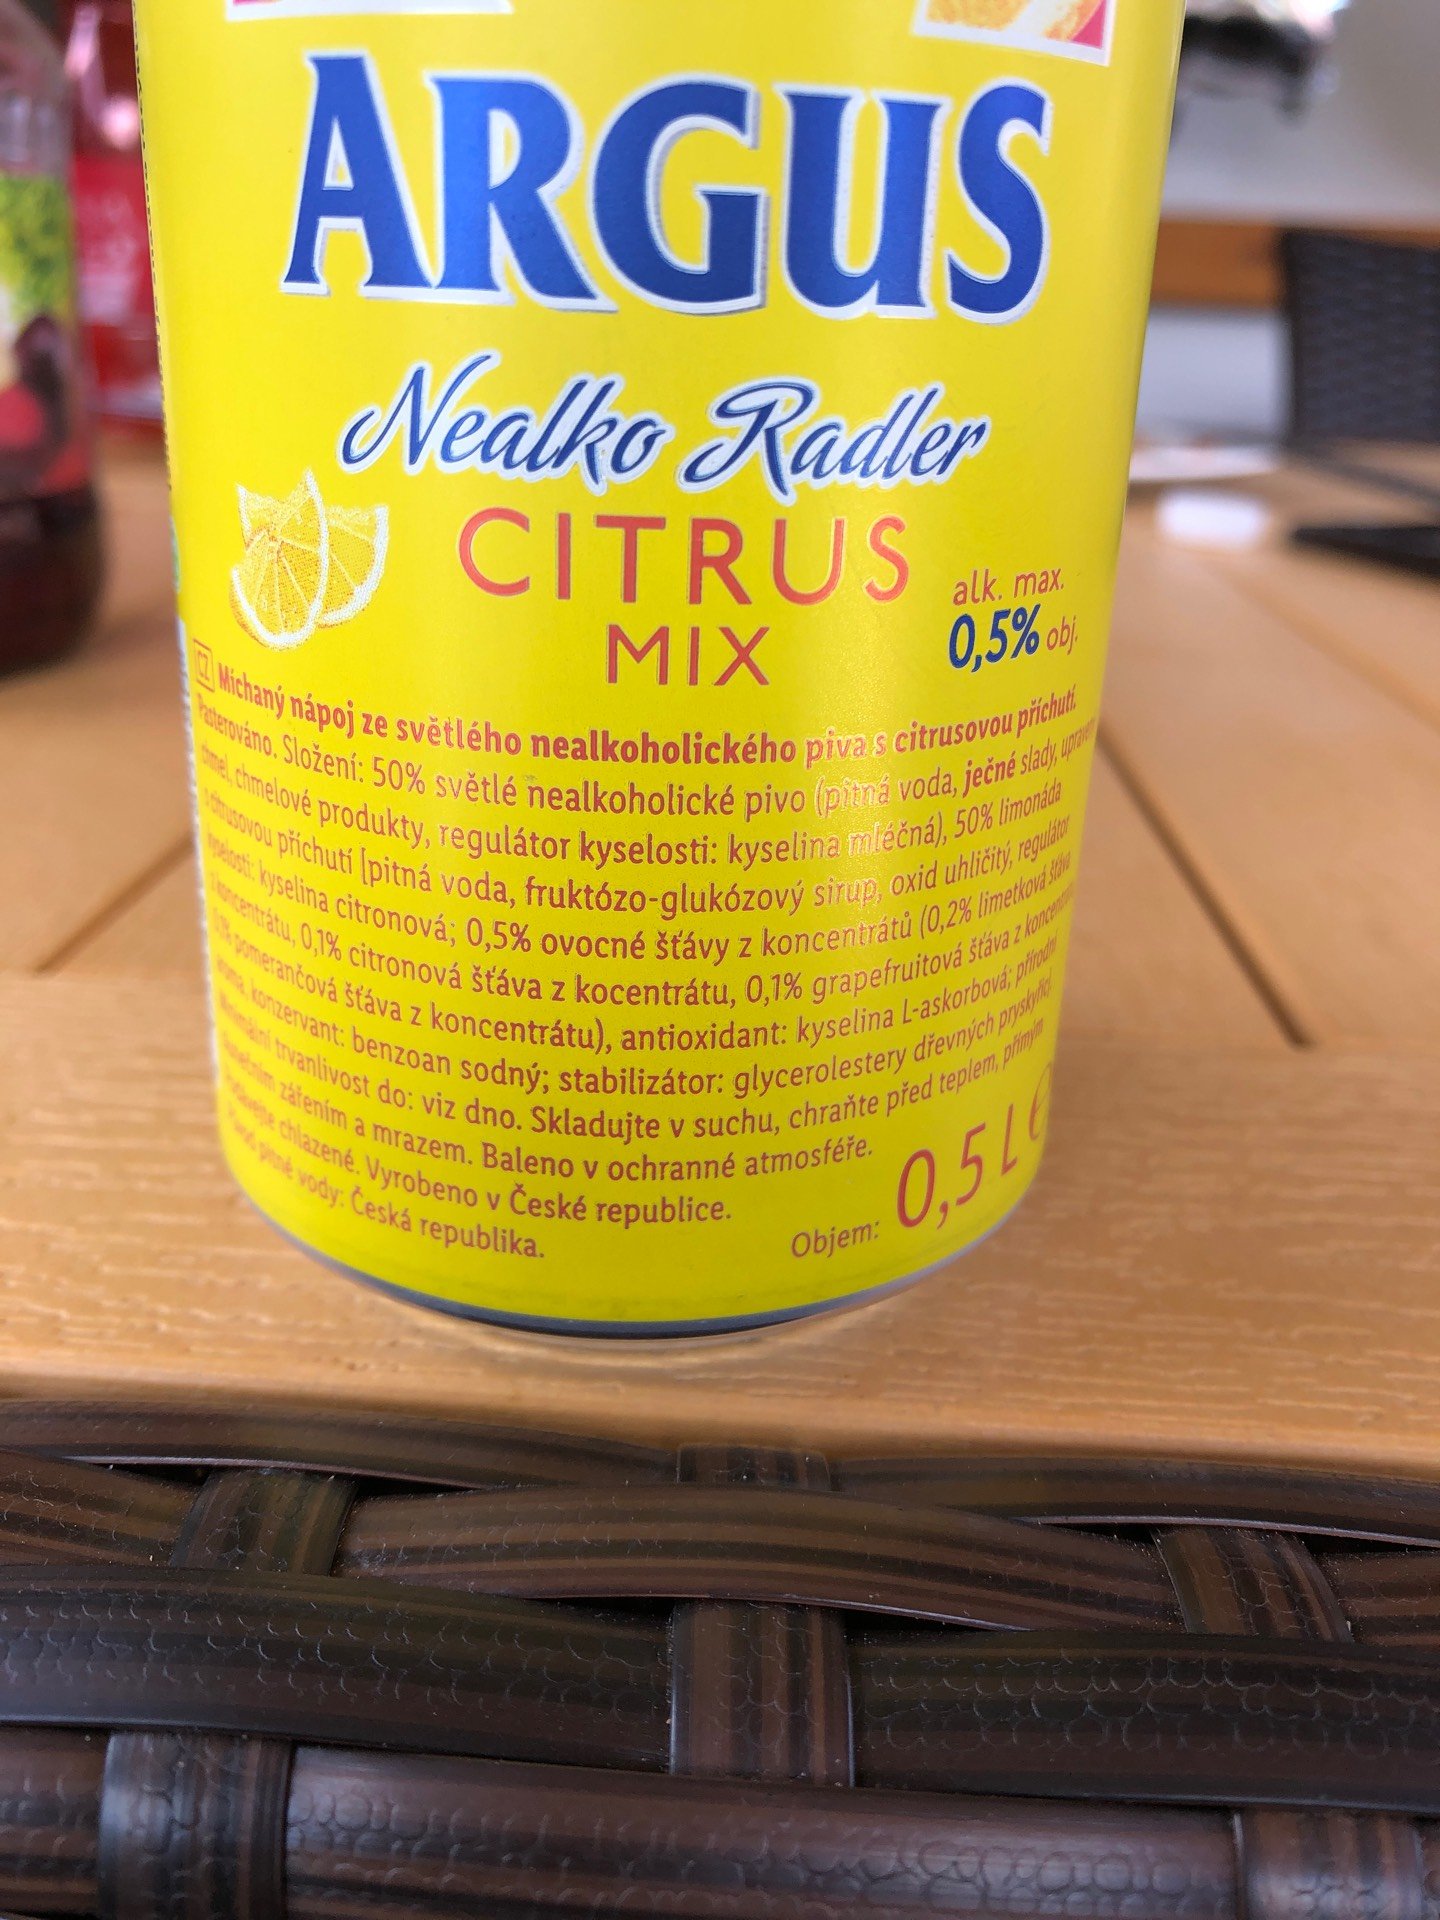 ARGUS
Nealko Radler
CITRUS
MIX
alk. max.
0,5% obj.
CZ Míchaný nápoj ze světlého nealkoholického piva s citrusovou příchutí.
Pasterováno. Složení: 50% světlé nealkoholické pivo (pitná voda, ječné slady,
chmel, chmelové produkty, regulátor kyselosti: kyselina mléčná), 50% limonáda
s citrusovou příchutí [pitná voda, fruktózo-glukózový sirup, oxid uhličitý, regulátor
kyselosti: kyselina citronová; 0,5% ovocné šťávy z koncentrátů (0,2% limetková šťáva
z koncentrátu, 0,1% citronová šťáva z kocentrátu, 0,1% grapefruitová šťáva z
0,1% pomerančová šťáva z koncentrátu), antioxidant: kyselina L-askorbová; přírodní
aroma, konzervant: benzoan sodný; stabilizátor: glycerolestery dřevných pryskyřic].
Minimální trvanlivost do: viz dno. Skladujte v suchu, chraňte před teplem, přímým
slunečním zářením a mrazem. Baleno v ochranné atmosféře.
chlazené. Vyrobeno v České republice.
Původ pitné vody: Česká republika.
Objem: 0,5 L e